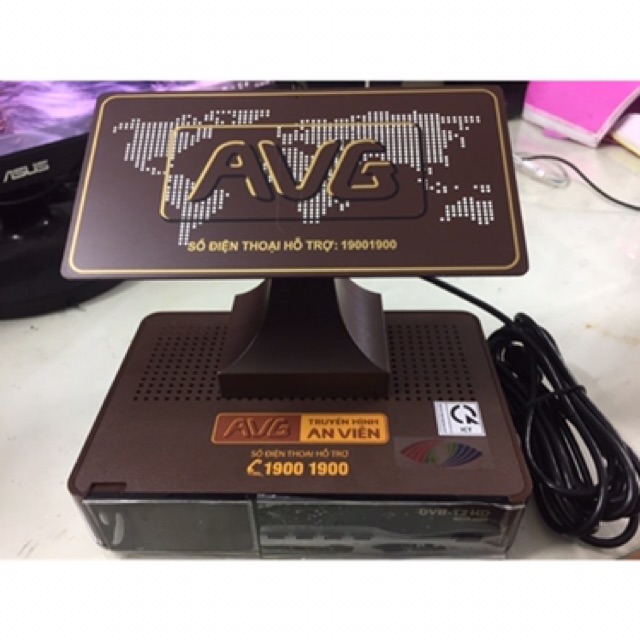 ASUS
AVG
SỐ ĐIỆN THOẠI HỖ TRỢ: 19001900
AVG
TRUYỀN HÌNH
AN VIÊN
SỐ ĐIỆN THOẠI HỖ TRỢ
1900 1900
ICT
DVB-T2 HD